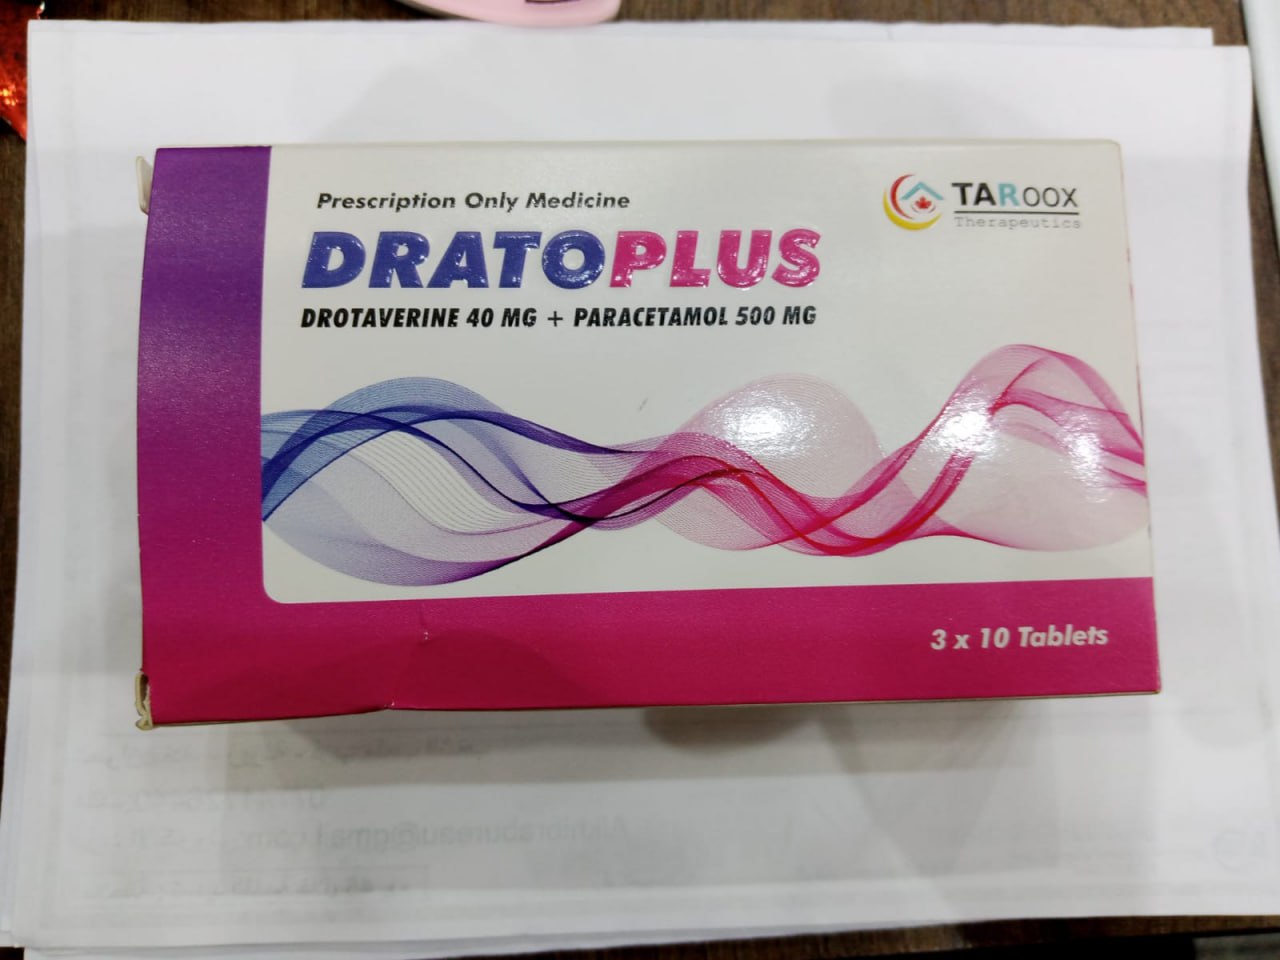 Prescription Only Medicine
TAROOX
Therapeutics
DRATOPLUS
DROTAVERINE 40 MG + PARACETAMOL 500 MG
3 x 10 Tablets